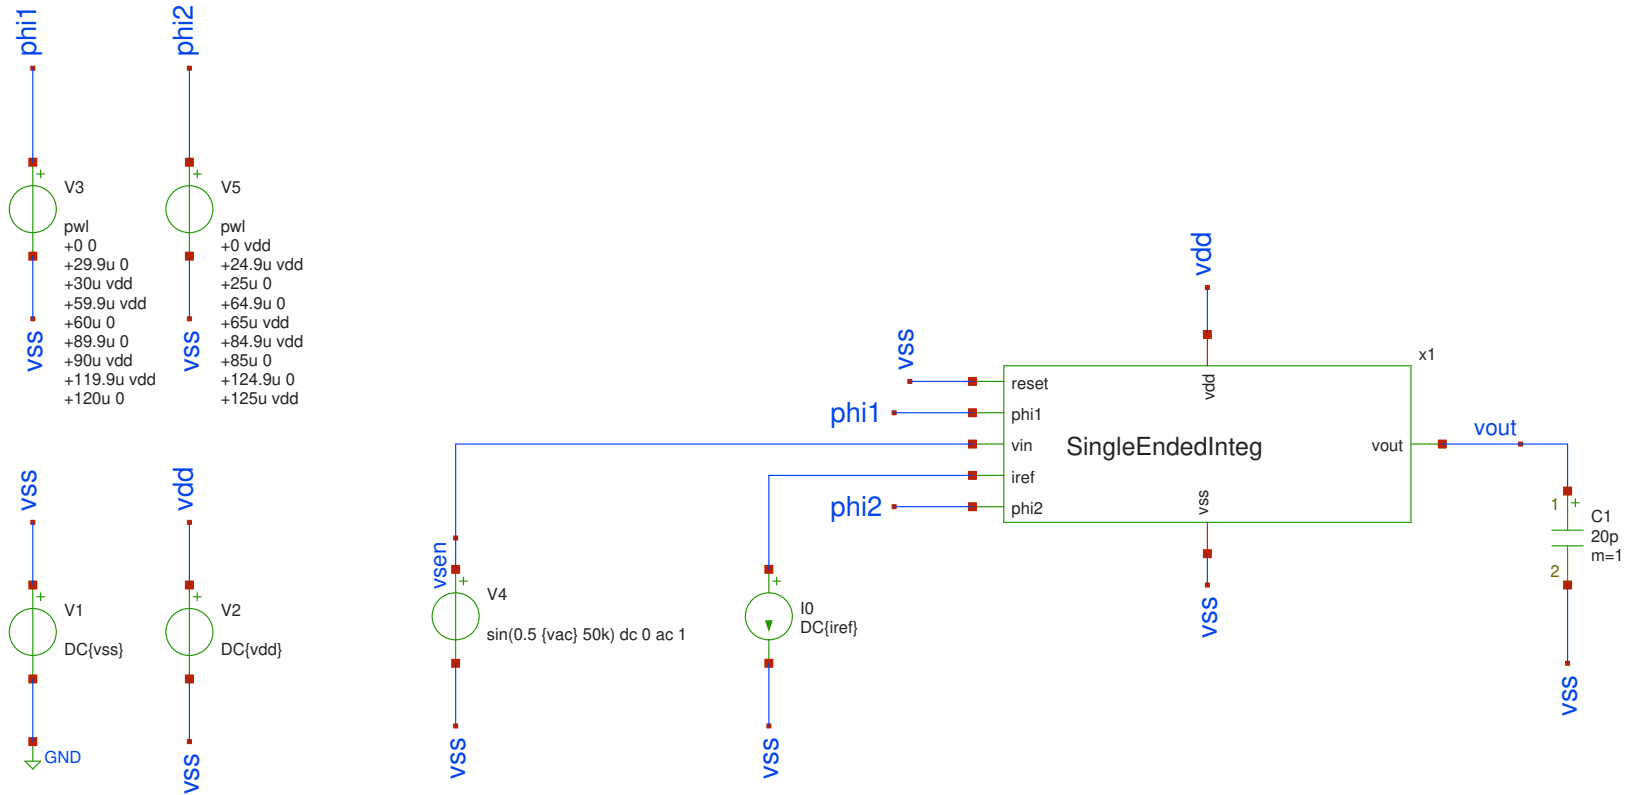 phi1
+
V3
pwl
+0 0
+29.9u 0
+30u vdd
+59.9u vdd
+60u 0
+89.9u 0
+90u vdd
+119.9u vdd
+120u 0
vss
phi2
+
V5
pwl
+0 vdd
+24.9u vdd
+25u 0
+64.9u 0
+65u vdd
+84.9u vdd
+85u 0
+124.9u 0
+125u vdd
vss
vss
+
V1
DC{vss}
GND
vdd
+
V2
DC{vdd}
vss
vsen
+
V4
sin(0.5 {vac} 50k) dc 0 ac 1
vss
+
I0
DC{iref}
vss
vss
phi1
phi2
vdd
x1
reset
phi1
vin
iref
phi2
vdd
SingleEndedInteg
vss
vout
vss
vout
1
+
C1
20p
m=1
2
vss